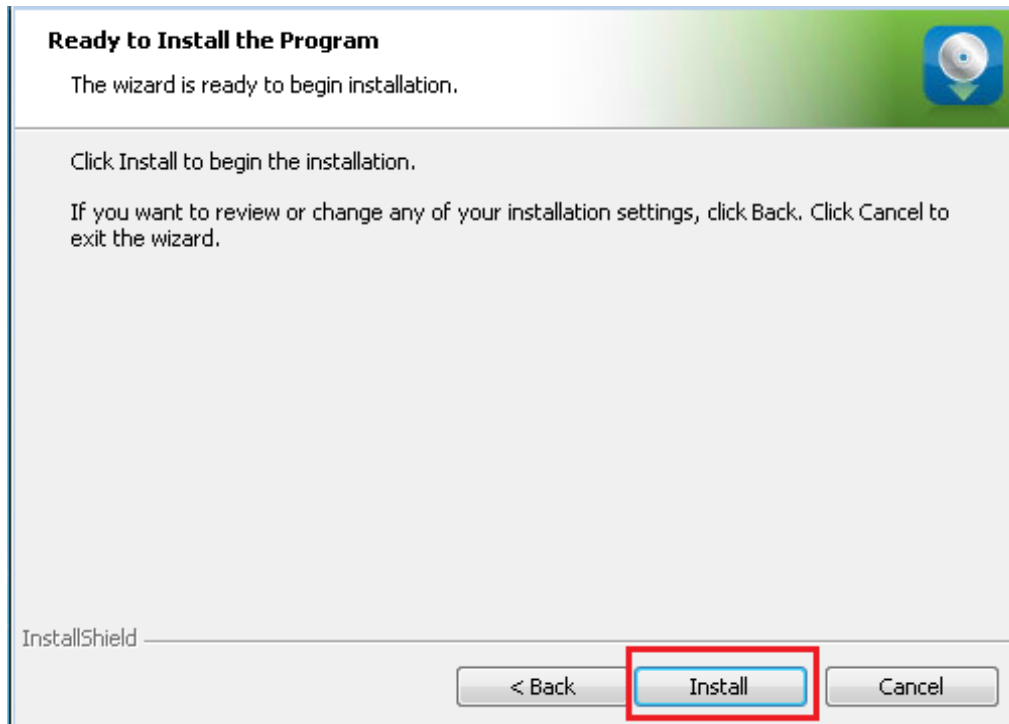 Ready to Install the Program
The wizard is ready to begin installation.
Click Install to begin the installation.
If you want to review or change any of your installation settings, click Back. Click Cancel to
exit the wizard.
InstallShield
< Back
Install
Cancel